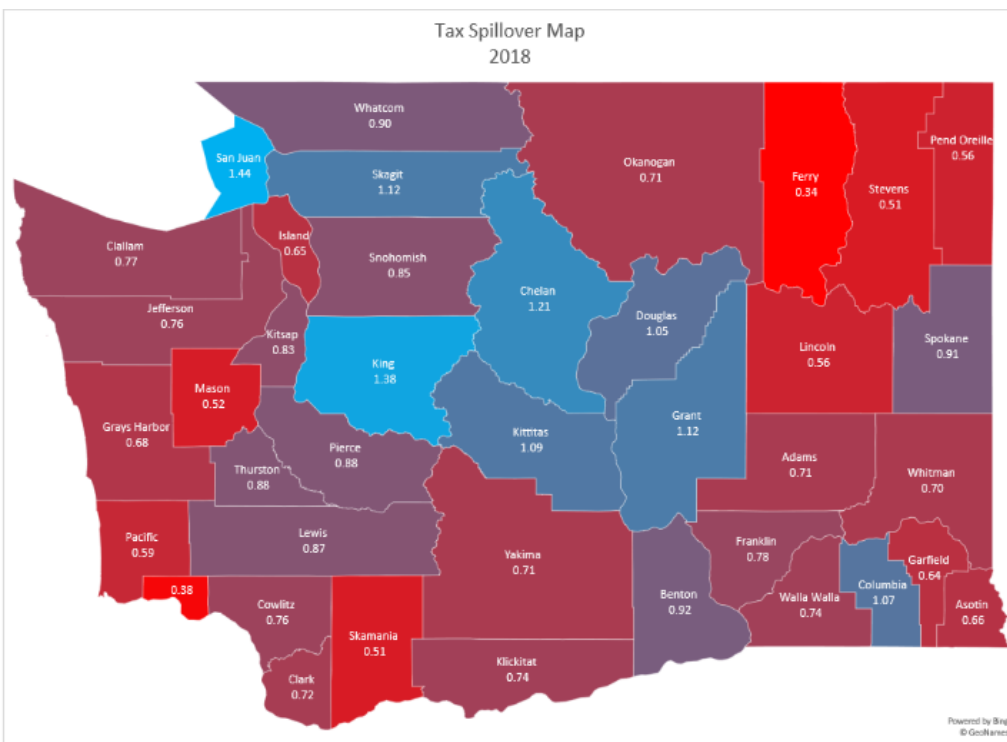 Tax Spillover Map
2018
Whatcom
0.90
San Juan
1.44
Skagit
1.12
Okanogan
0.71
Ferry
0.34
Stevens
0.51
Pend Oreille
0.56
Clallam
0.77
Island
0.65
Snohomish
0.85
Chelan
1.21
Douglas
1.05
Jefferson
0.76
Kitsap
0.83
King
1.38
Lincoln
0.56
Spokane
0.91
Mason
0.52
Grays Harbor
0.68
Grant
1.12
Kittitas
1.09
Pierce
0.88
Thurston
0.88
Adams
0.71
Whitman
0.70
Pacific
0.59
Lewis
0.87
Yakima
0.71
Franklin
0.78
Garfield
0.64
Columbia
1.07
Benton
0.92
Walla Walla
0.74
Asotin
0.66
0.38
Cowlitz
0.76
Skamania
0.51
Klickitat
0.74
Clark
0.72
Powered by Bing
© GeoNames